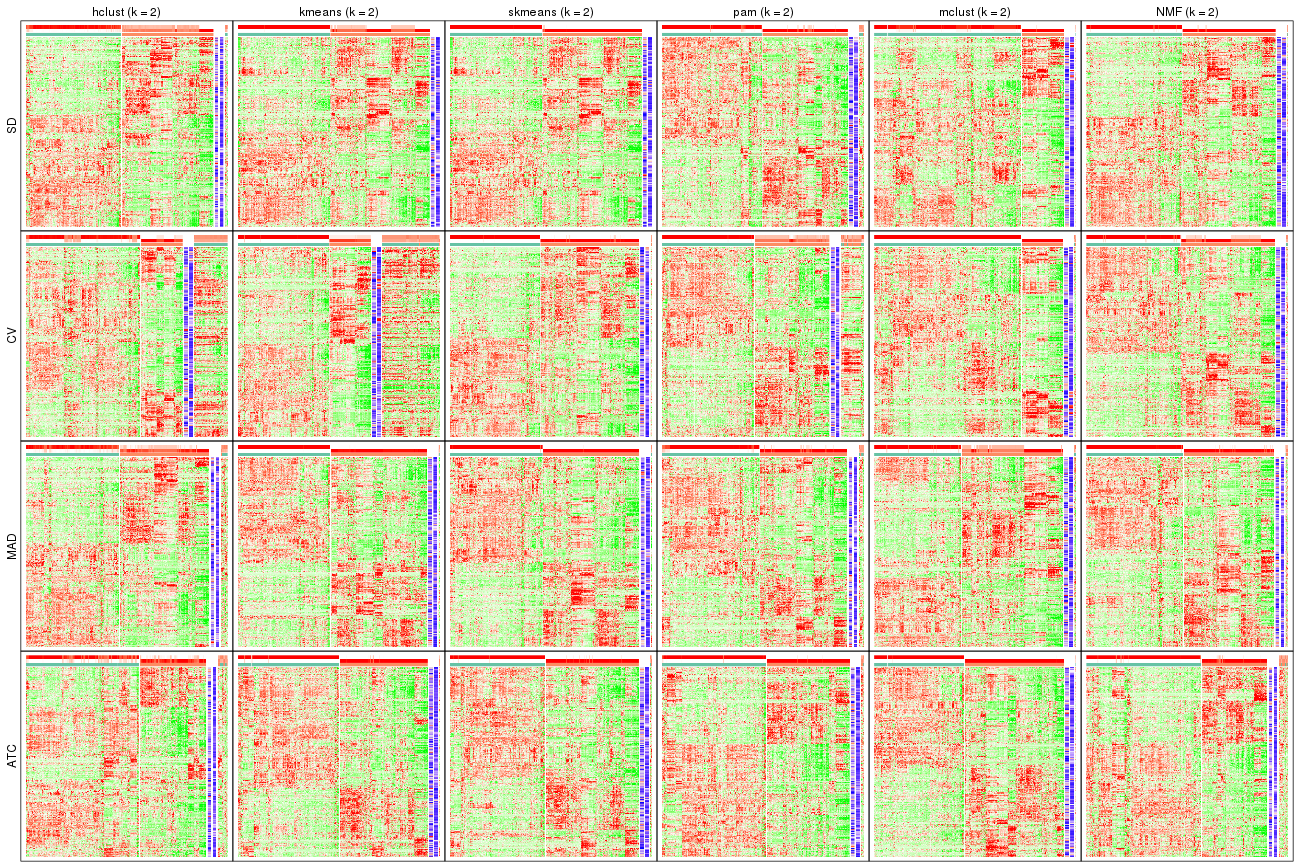 hclust (k = 2) kmeans (k = 2) skmeans (k = 2) pam (k = 2) mclust (k = 2) NMF (k = 2)
SD
CV
MAD
ATC